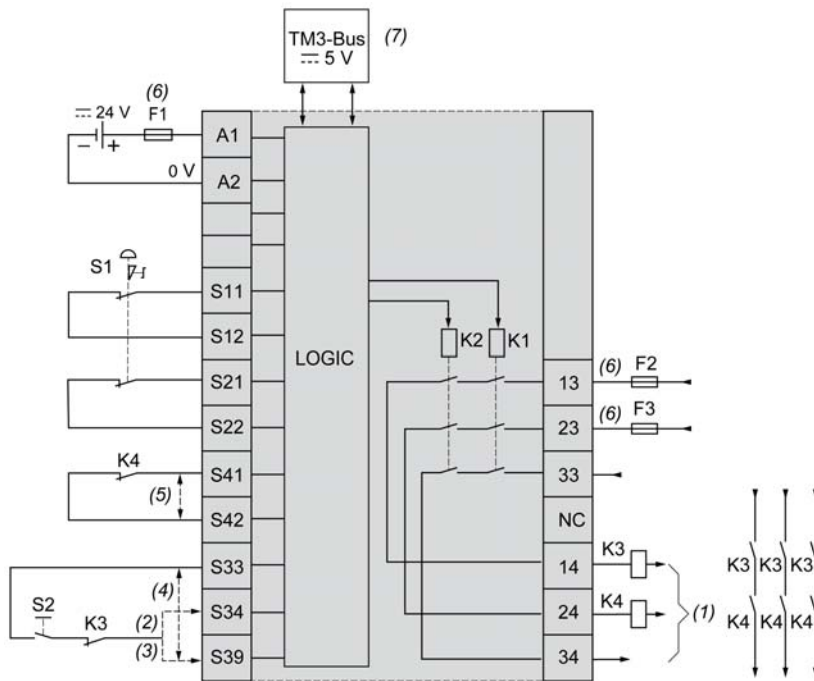 TM3-Bus (7)
5 V
(6)
24 V F1
− +
0 V
A1
A2
S1
S11
S12
S21
S22
K4
S41
(5)
S42
S33
(4)
S2
K3
(2)
S34
(3)
S39
LOGIC
K2 K1
(6) F2
13
(6) F3
23
33
NC
K3
14
K4
24
34
(1)
K3 K3 K3
K4 K4 K4